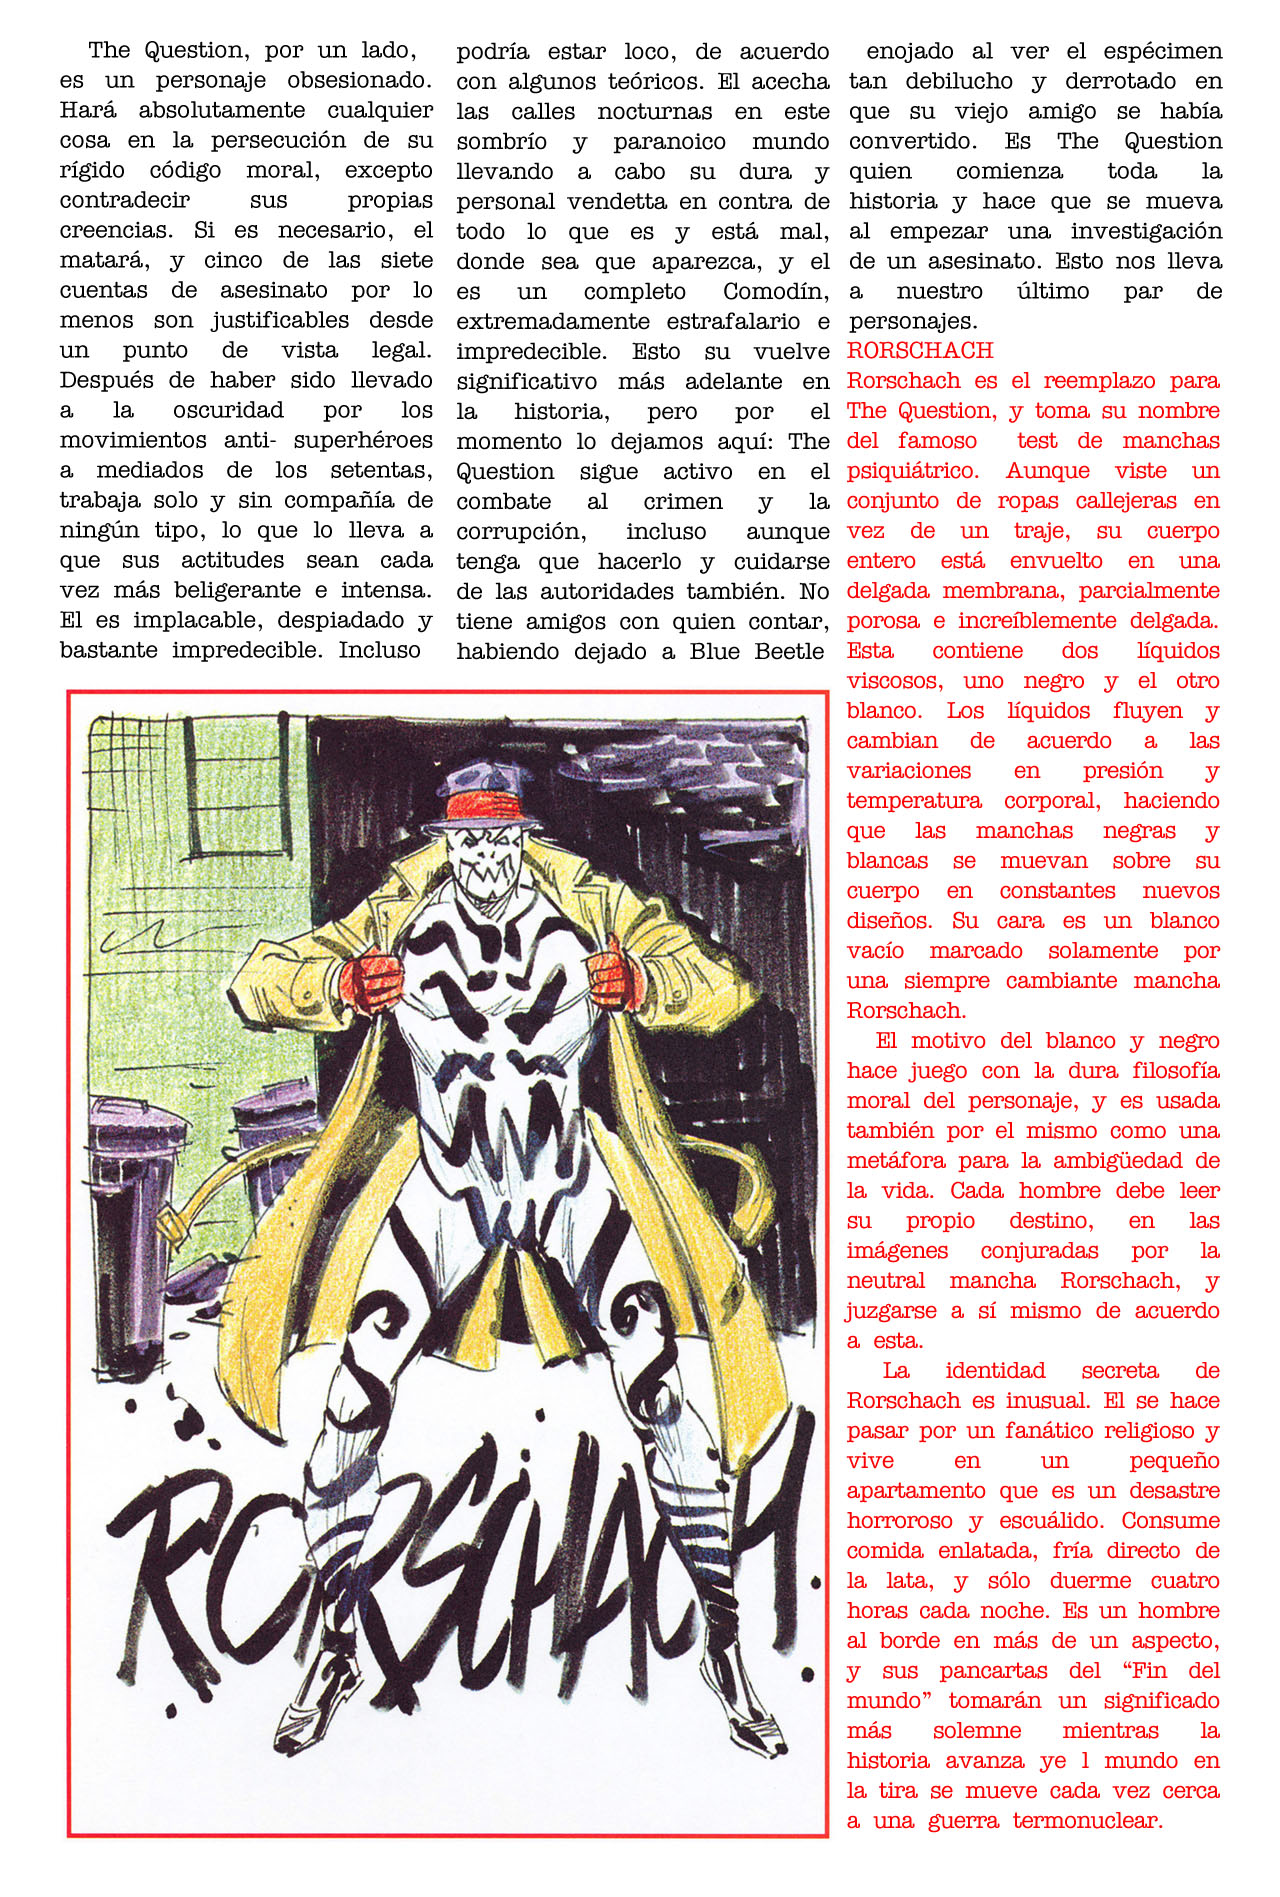 The Question, por un lado,
es un personaje obsesionado.
Hará absolutamente cualquier
cosa en la persecución de su
rígido código moral, excepto
contradecir sus propias
creencias. Si es necesario, el
matará, y cinco de las siete
cuentas de asesinato por lo
menos son justificables desde
un punto de vista legal.
Después de haber sido llevado
a la oscuridad por los
movimientos anti- superhéroes
a mediados de los setentas,
trabaja solo y sin compañía de
ningún tipo, lo que lo lleva a
que sus actitudes sean cada
vez más beligerante e intensa.
El es implacable, despiadado y
bastante impredecible. Incluso
podría estar loco, de acuerdo
con algunos teóricos. El acecha
las calles nocturnas en este
sombrío y paranoico mundo
llevando a cabo su dura y
personal vendetta en contra de
todo lo que es y está mal,
donde sea que aparezca, y el
es un completo Comodín,
extremadamente estrafalario e
impredecible. Esto su vuelve
significativo más adelante en
la historia, pero por el
momento lo dejamos aquí: The
Question sigue activo en el
combate al crimen y la
corrupción, incluso aunque
tenga que hacerlo y cuidarse
de las autoridades también. No
tiene amigos con quien contar,
habiendo dejado a Blue Beetle
enojado al ver el espécimen
tan debilucho y derrotado en
que su viejo amigo se había
convertido. Es The Question
quien comienza toda la
historia y hace que se mueva
al empezar una investigación
de un asesinato. Esto nos lleva
a nuestro último par de
personajes.
RORSCHACH
Rorschach es el reemplazo para
The Question, y toma su nombre
del famoso test de manchas
psiquiátrico. Aunque viste un
conjunto de ropas callejeras en
vez de un traje, su cuerpo
entero está envuelto en una
delgada membrana, parcialmente
porosa e increíblemente delgada.
Esta contiene dos líquidos
viscosos, uno negro y el otro
blanco. Los líquidos fluyen y
cambian de acuerdo a las
variaciones en presión y
temperatura corporal, haciendo
que las manchas negras y
blancas se muevan sobre su
cuerpo en constantes nuevos
diseños. Su cara es un blanco
vacío marcado solamente por
una siempre cambiante mancha
Rorschach.
El motivo del blanco y negro
hace juego con la dura filosofía
moral del personaje, y es usada
también por el mismo como una
metáfora para la ambigüedad de
la vida. Cada hombre debe leer
su propio destino, en las
imágenes conjuradas por la
neutral mancha Rorschach, y
juzgarse a sí mismo de acuerdo
a esta.
La identidad secreta de
Rorschach es inusual. El se hace
pasar por un fanático religioso y
vive en un pequeño
apartamento que es un desastre
horroroso y escuálido. Consume
comida enlatada, fría directo de
la lata, y sólo duerme cuatro
horas cada noche. Es un hombre
al borde en más de un aspecto,
y sus pancartas del “Fin del
mundo” tomarán un significado
más solemne mientras la
historia avanza ye l mundo en
la tira se mueve cada vez cerca
a una guerra termonuclear.
RORSCHACH.